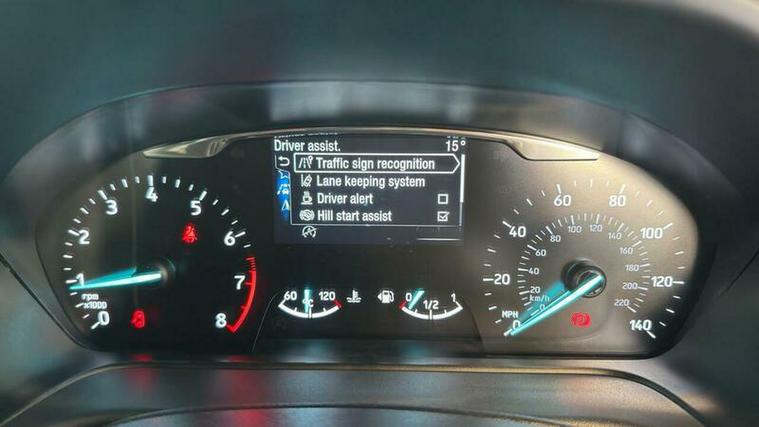 Driver assist. 15°
Traffic sign recognition
Lane keeping system
Driver alert
Hill start assist
0 1 2 3 4 5 6 7 8
rpm
x1000
60 °C 120
0 1/2 1
0 20 40 60 80 100 120 140
MPH
0 20 40 60 80 100 120 140 160 180 200 220
km/h